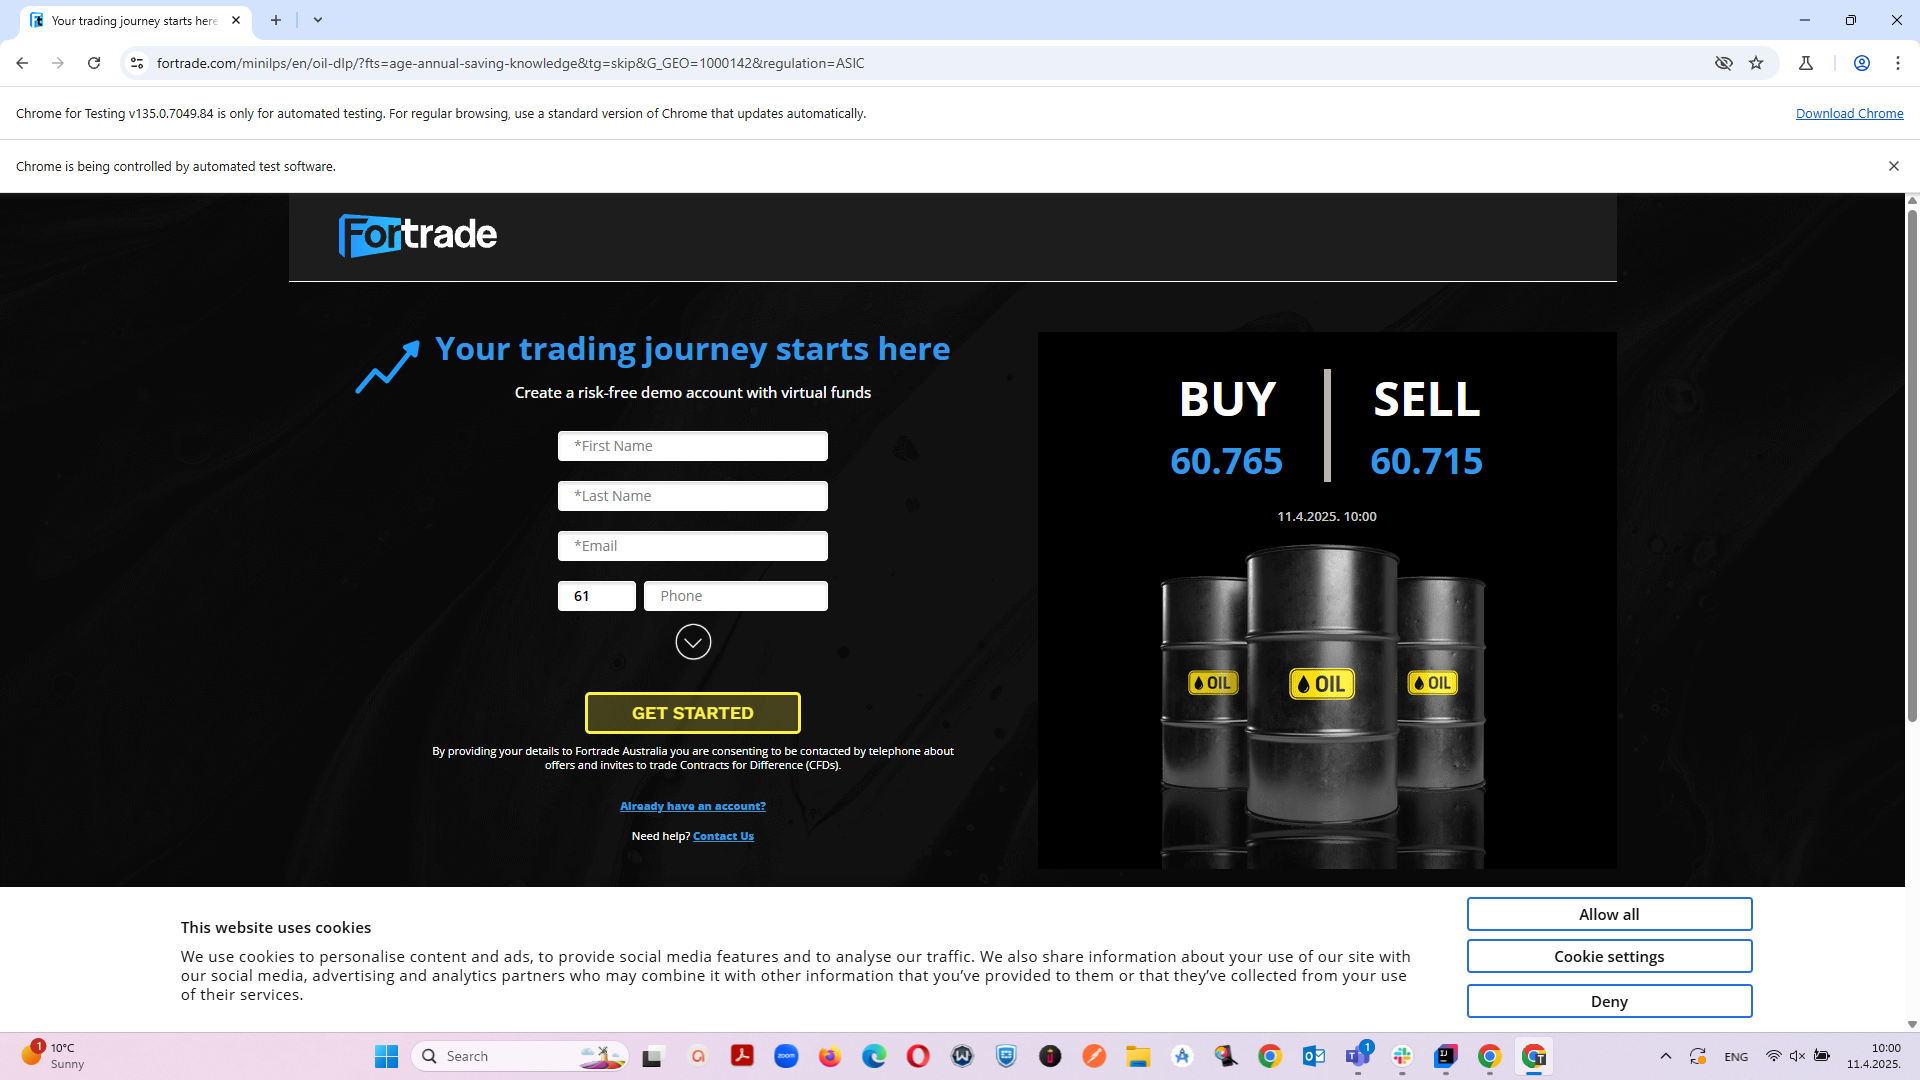 Your trading journey starts here
fortrade.com/minilps/en/oil-dlp/?fts=age-annual-saving-knowledge&tg=skip&G_GEO=1000142&regulation=ASIC
Chrome for Testing v135.0.7049.84 is only for automated testing. For regular browsing, use a standard version of Chrome that updates automatically.
Download Chrome
Chrome is being controlled by automated test software.
Fortrade
Your trading journey starts here
Create a risk-free demo account with virtual funds
*First Name
*Last Name
*Email
61 Phone
GET STARTED
By providing your details to Fortrade Australia you are consenting to be contacted by telephone about
offers and invites to trade Contracts for Difference (CFDs).
Already have an account?
Need help? Contact Us
BUY SELL
60.765 60.715
11.4.2025. 10:00
OIL OIL OIL
This website uses cookies
We use cookies to personalise content and ads, to provide social media features and to analyse our traffic. We also share information about your use of our site with
our social media, advertising and analytics partners who may combine it with other information that you've provided to them or that they've collected from your use
of their services.
Allow all
Cookie settings
Deny
1
10°C
Sunny
Search
zoom
1
ENG
10:00
11.4.2025.